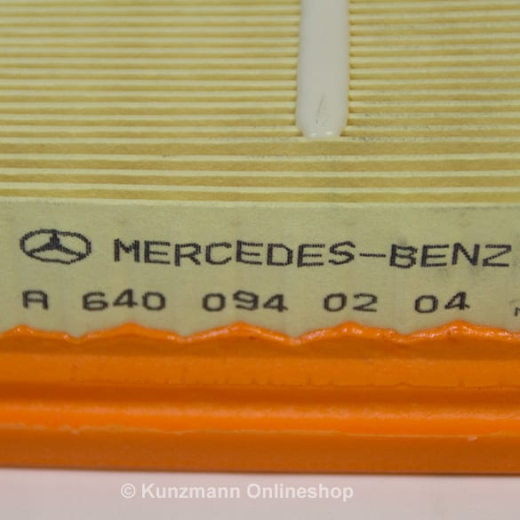 MERCEDES-BENZ
A 640 094 02 04
© Kunzmann Onlineshop